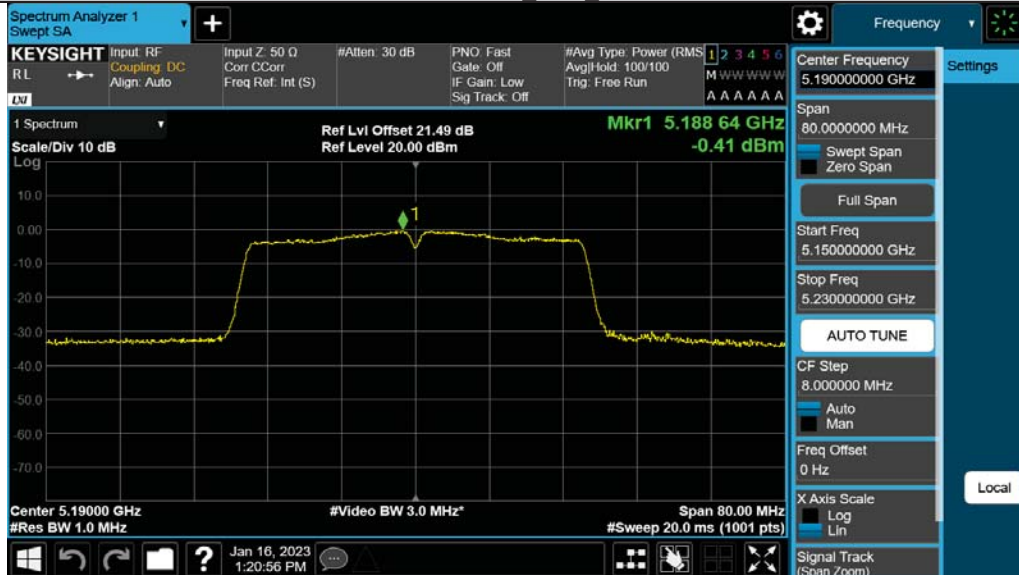 Spectrum Analyzer 1
Swept SA
+
Frequency
KEYSIGHT
RL
LXI
Input: RF
Coupling: DC
Align: Auto
Input Z: 50 Ω
Corr CCorr
Freq Ref: Int (S)
#Atten: 30 dB
PNO: Fast
Gate: Off
IF Gain: Low
Sig Track: Off
#Avg Type: Power (RMS
Avg|Hold: 100/100
Trig: Free Run
1 2 3 4 5 6
M W W W W W
A A A A A A
1 Spectrum
Scale/Div 10 dB
Ref Lvl Offset 21.49 dB
Ref Level 20.00 dBm
Mkr1 5.188 64 GHz
-0.41 dBm
Log
10.0
0.00
-10.0
-20.0
-30.0
-40.0
-50.0
-60.0
-70.0
1
Center 5.19000 GHz
#Res BW 1.0 MHz
#Video BW 3.0 MHz*
Span 80.00 MHz
#Sweep 20.0 ms (1001 pts)
Center Frequency
5.190000000 GHz
Span
80.0000000 MHz
Swept Span
Zero Span
Full Span
Start Freq
5.150000000 GHz
Stop Freq
5.230000000 GHz
AUTO TUNE
CF Step
8.000000 MHz
Auto
Man
Freq Offset
0 Hz
X Axis Scale
Log
Lin
Signal Track
(Span Zoom)
Settings
Local
?
Jan 16, 2023
1:20:56 PM